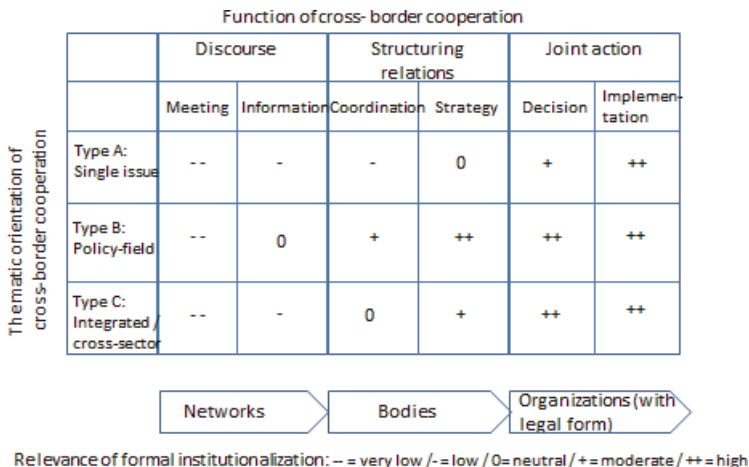 Function of cross- border cooperation
Discourse Structuring relations Joint action
Meeting Information Coordination Strategy Decision Implemen-tation
Thematic orientation of
cross-border cooperation
Type A:
Single issue -- - - 0 + ++
Type B:
Policy-field -- 0 + ++ ++ ++
Type C:
Integrated /
cross-sector -- - 0 + ++ ++
Networks Bodies Organizations (with
legal form)
Relevance of formal institutionalization: -- = very low /- = low / 0= neutral / + = moderate / ++ = high